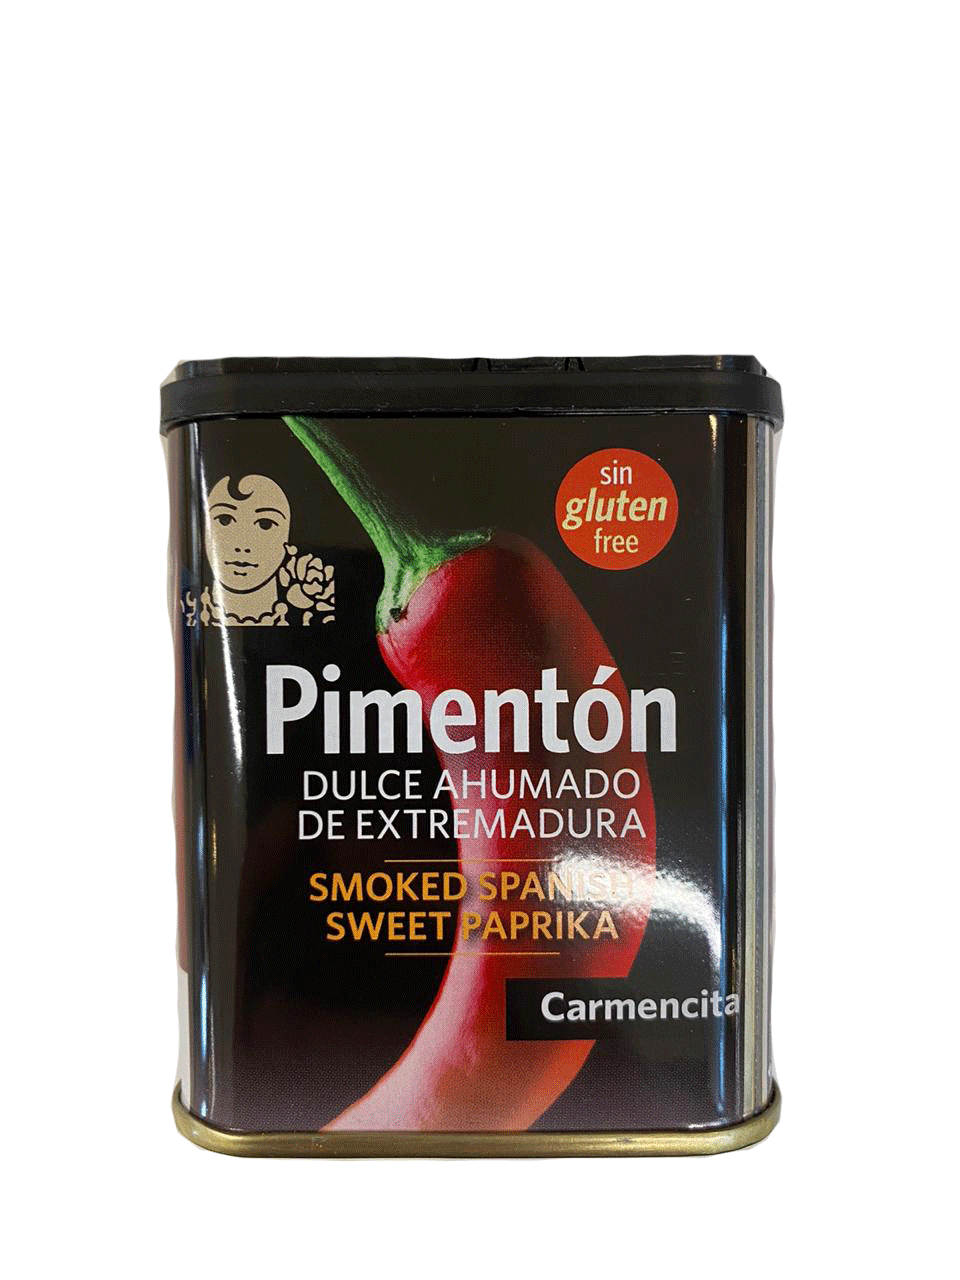 sin
gluten
free
Pimentón
DULCE AHUMADO
DE EXTREMADURA
SMOKED SPANISH
SWEET PAPRIKA
Carmencita